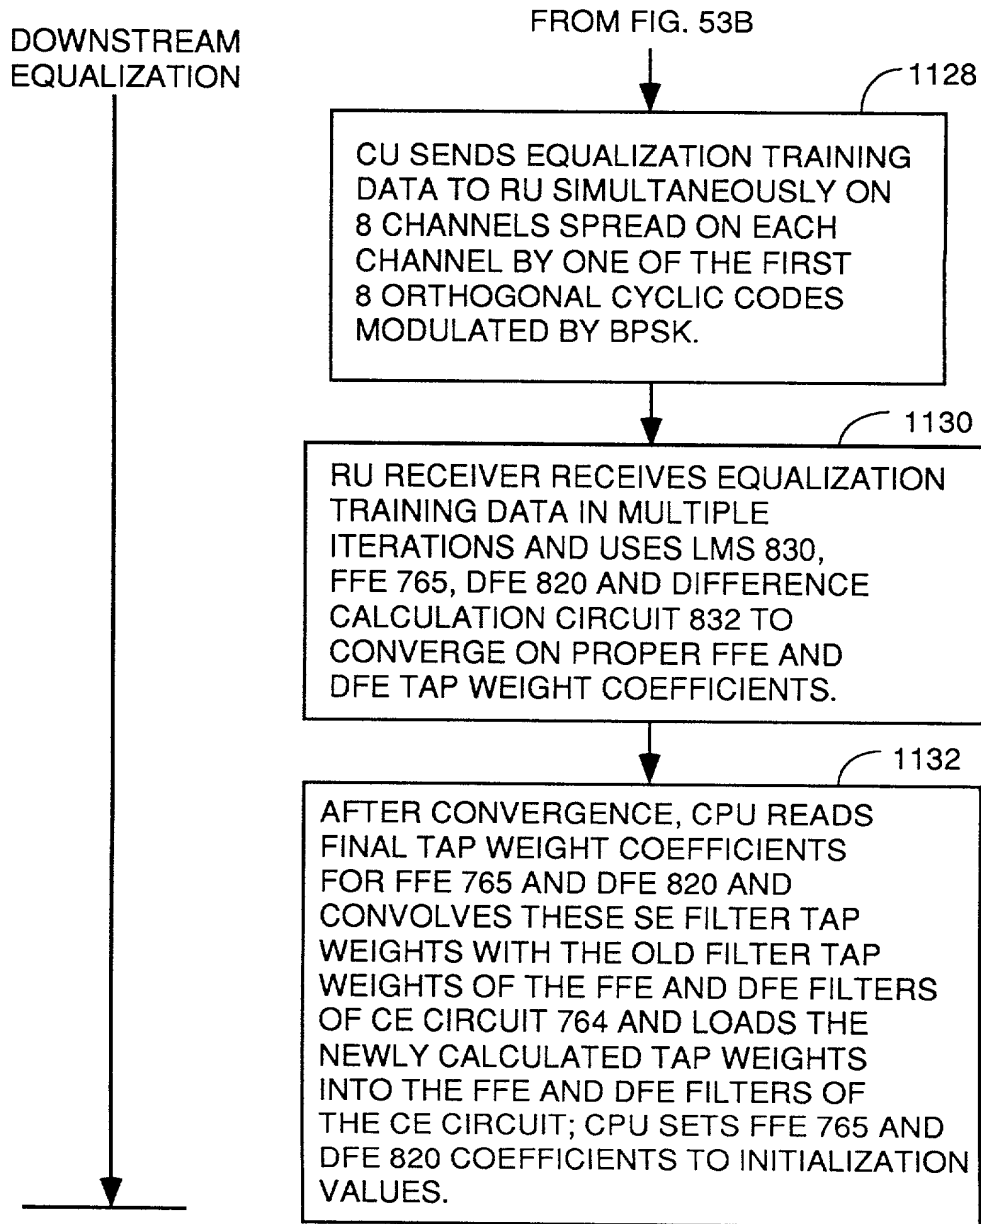 DOWNSTREAM
EQUALIZATION
FROM FIG. 53B
1128
CU SENDS EQUALIZATION TRAINING
DATA TO RU SIMULTANEOUSLY ON
8 CHANNELS SPREAD ON EACH
CHANNEL BY ONE OF THE FIRST
8 ORTHOGONAL CYCLIC CODES
MODULATED BY BPSK.
1130
RU RECEIVER RECEIVES EQUALIZATION
TRAINING DATA IN MULTIPLE
ITERATIONS AND USES LMS 830,
FFE 765, DFE 820 AND DIFFERENCE
CALCULATION CIRCUIT 832 TO
CONVERGE ON PROPER FFE AND
DFE TAP WEIGHT COEFFICIENTS.
1132
AFTER CONVERGENCE, CPU READS
FINAL TAP WEIGHT COEFFICIENTS
FOR FFE 765 AND DFE 820 AND
CONVOLVES THESE SE FILTER TAP
WEIGHTS WITH THE OLD FILTER TAP
WEIGHTS OF THE FFE AND DFE FILTERS
OF CE CIRCUIT 764 AND LOADS THE
NEWLY CALCULATED TAP WEIGHTS
INTO THE FFE AND DFE FILTERS OF
THE CE CIRCUIT; CPU SETS FFE 765 AND
DFE 820 COEFFICIENTS TO INITIALIZATION
VALUES.